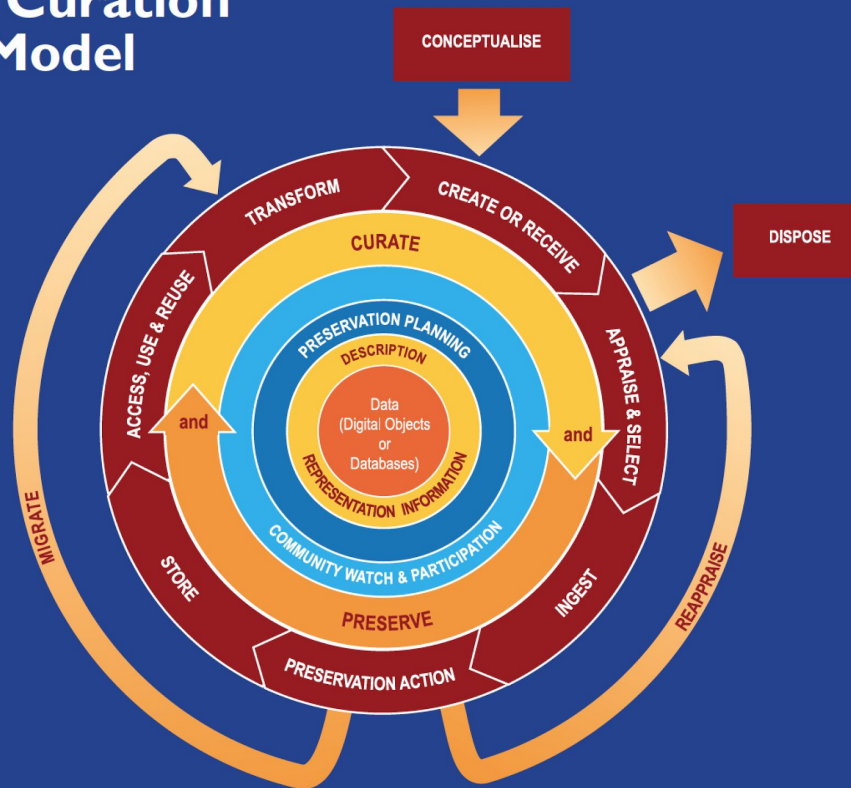 Curation
Model
CONCEPTUALISE
DISPOSE
TRANSFORM
CREATE OR RECEIVE
APPRAISE & SELECT
INGEST
PRESERVATION ACTION
STORE
ACCESS, USE & REUSE
CURATE
and
PRESERVE
and
COMMUNITY WATCH & PARTICIPATION
PRESERVATION PLANNING
DESCRIPTION
REPRESENTATION INFORMATION
Data
(Digital Objects
or
Databases)
MIGRATE
REAPPRAISE